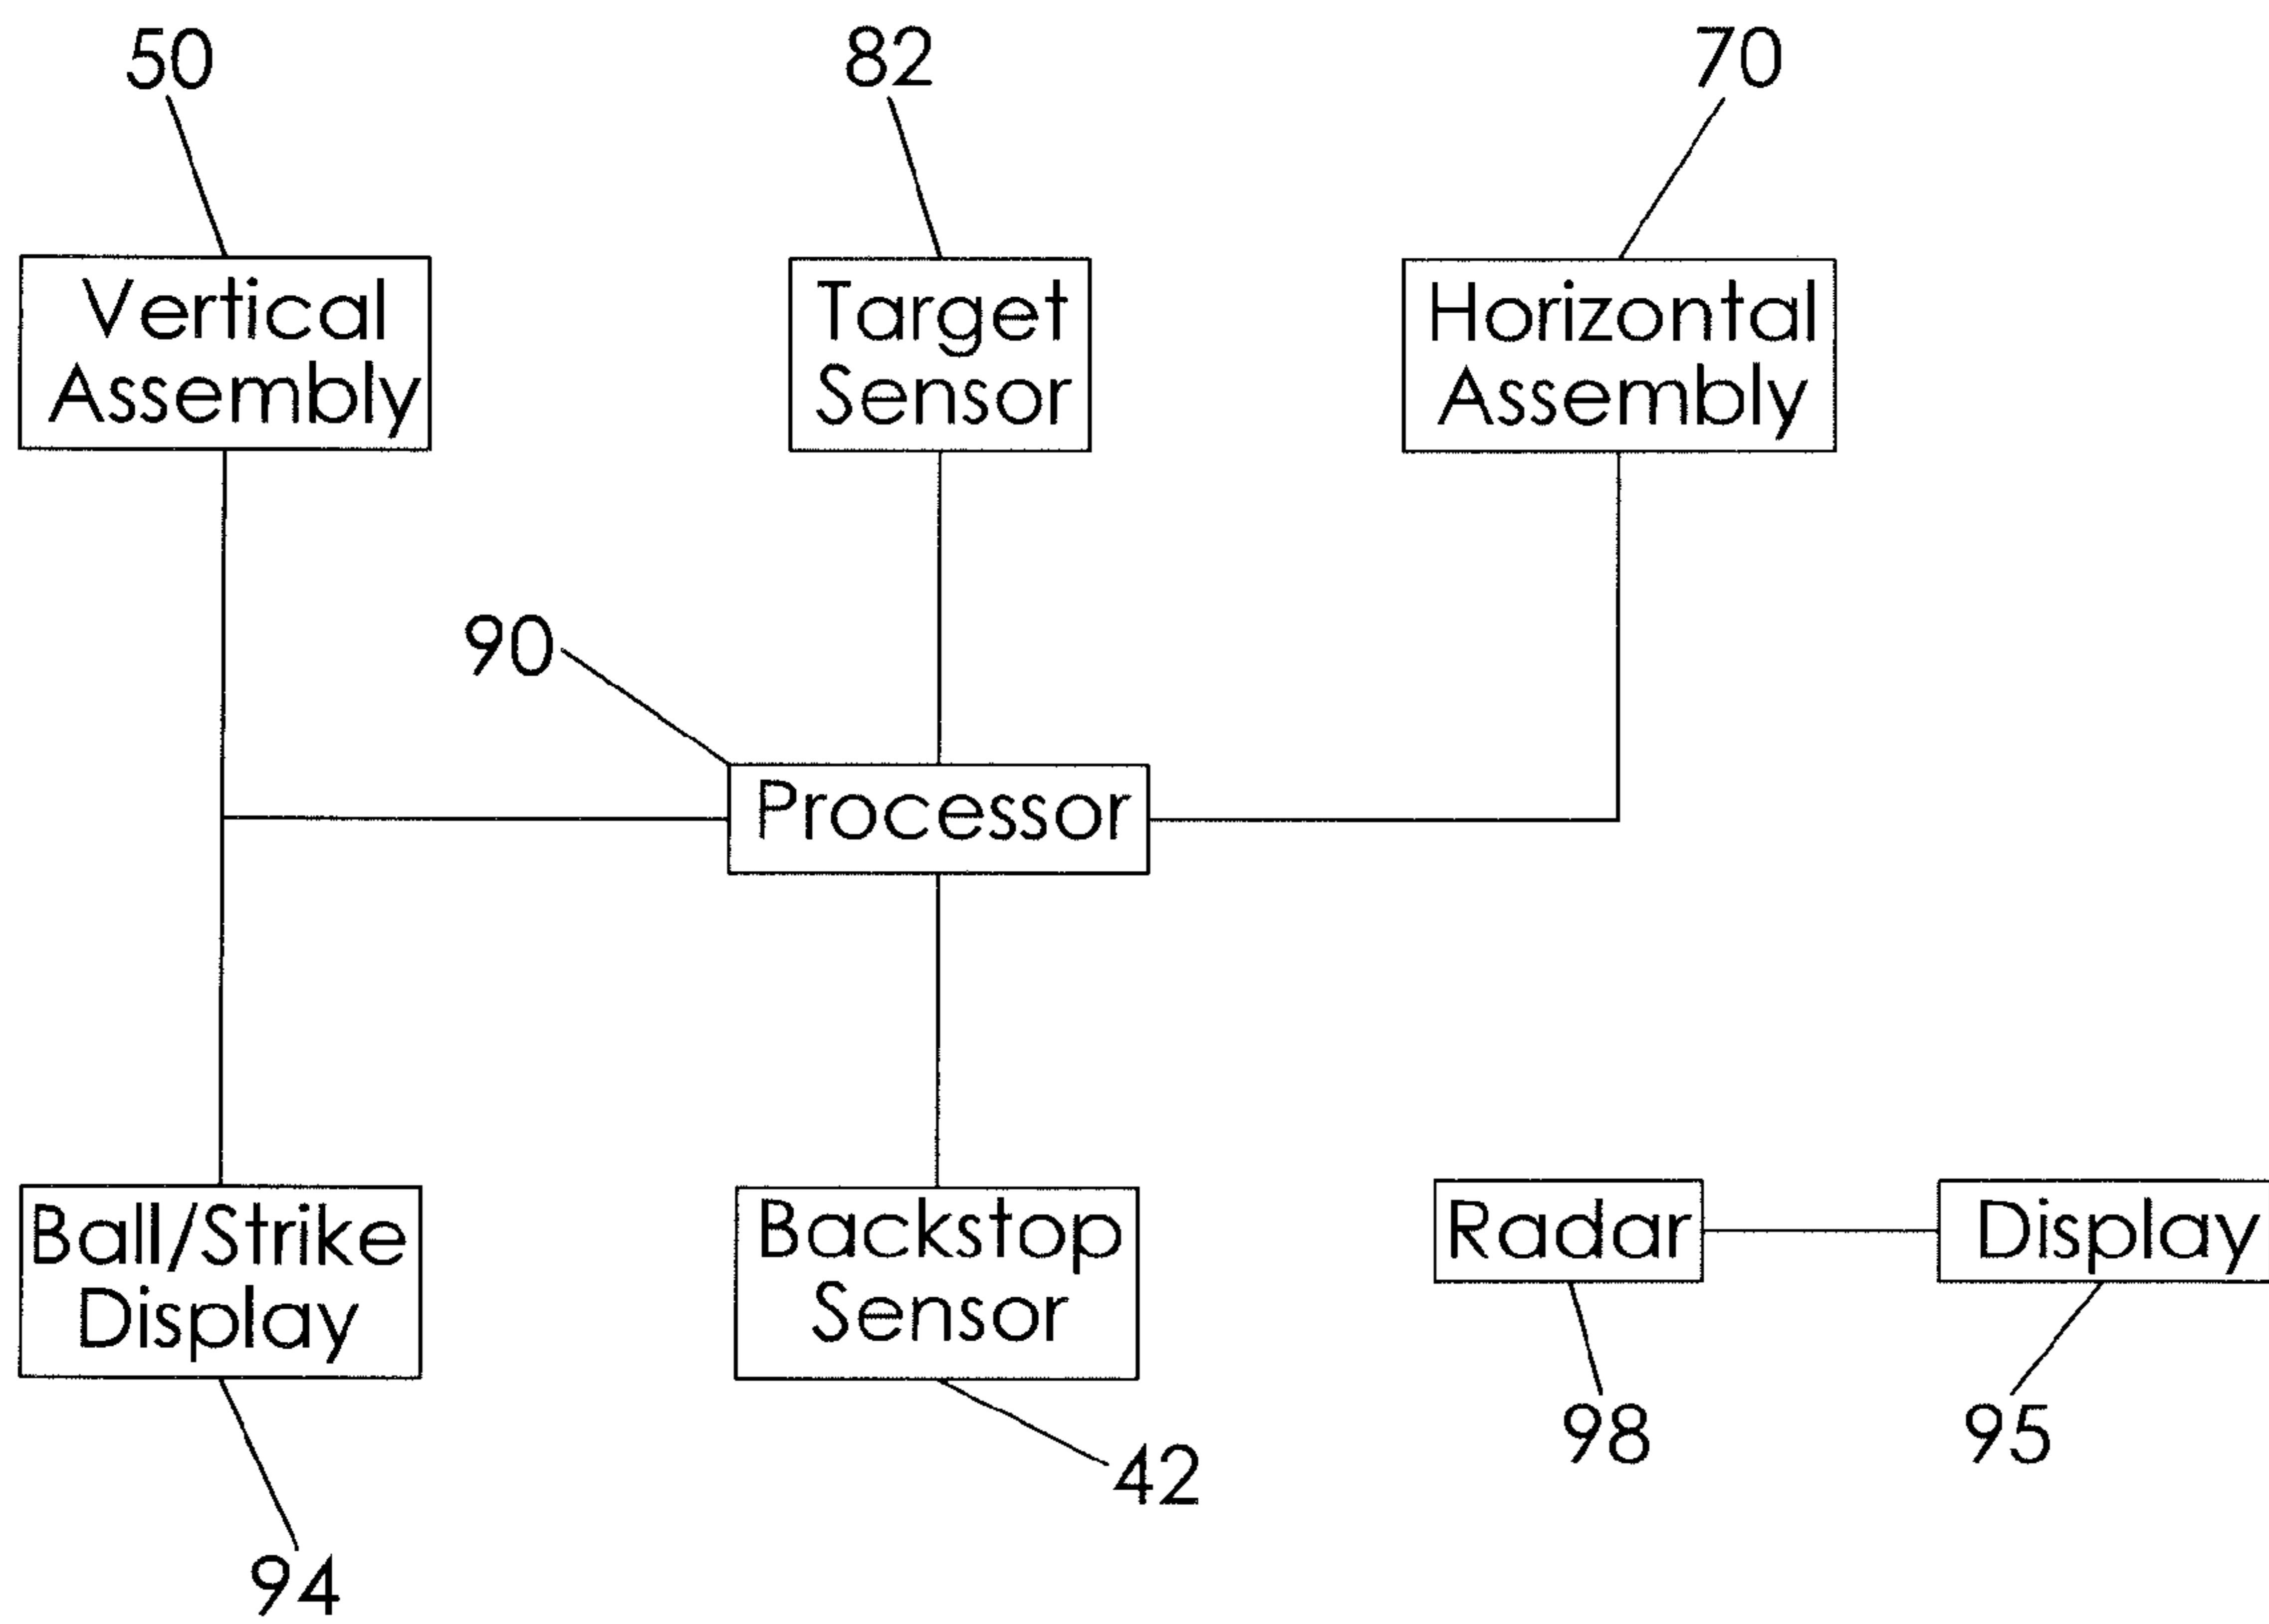 50
82
70
Vertical
Assembly
Target
Sensor
Horizontal
Assembly
90
Processor
Ball/Strike
Display
Backstop
Sensor
Radar
Display
98
95
42
94